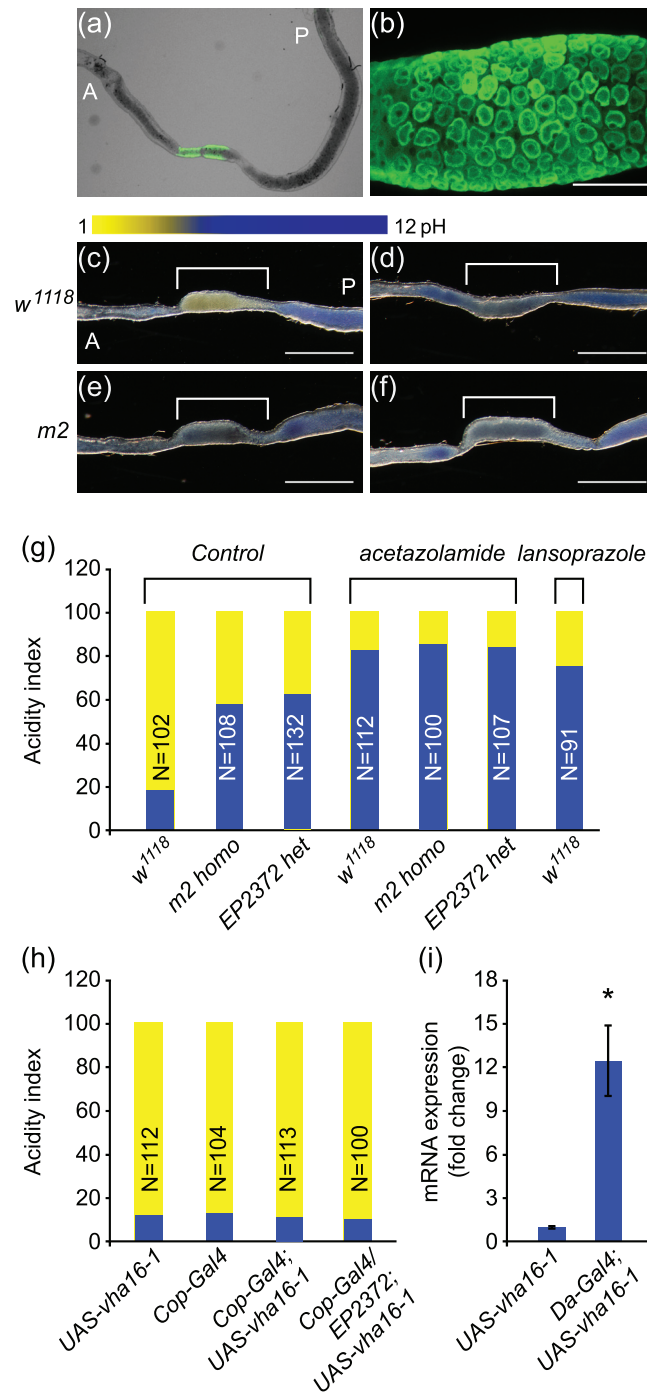 (a)
P
A
(b)
1
12 pH
w1118
(c)
P
A
(d)
m2
(e)
(f)
(g)
Control
acetazolamide
lansoprazole
Acidity index
120
100
80
60
40
20
0
N=102
N=108
N=132
N=112
N=100
N=107
N=91
w1118
m2 homo
EP2372 het
w1118
m2 homo
EP2372 het
w1118
(h)
Acidity index
120
100
80
60
40
20
0
N=112
N=104
N=113
N=100
UAS-vha16-1
Cop-Gal4
Cop-Gal4;
UAS-vha16-1
Cop-Gal4/
EP2372;
UAS-vha16-1
(i)
mRNA expression
(fold change)
18
15
12
9
6
3
0
*
UAS-vha16-1
Da-Gal4;
UAS-vha16-1